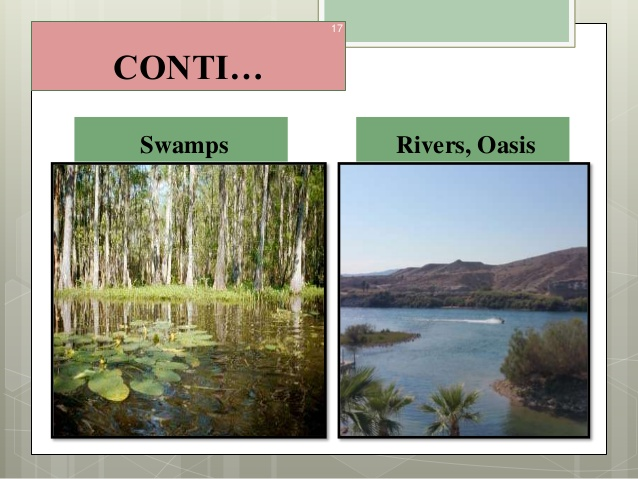 17
CONTI…
Swamps
Rivers, Oasis